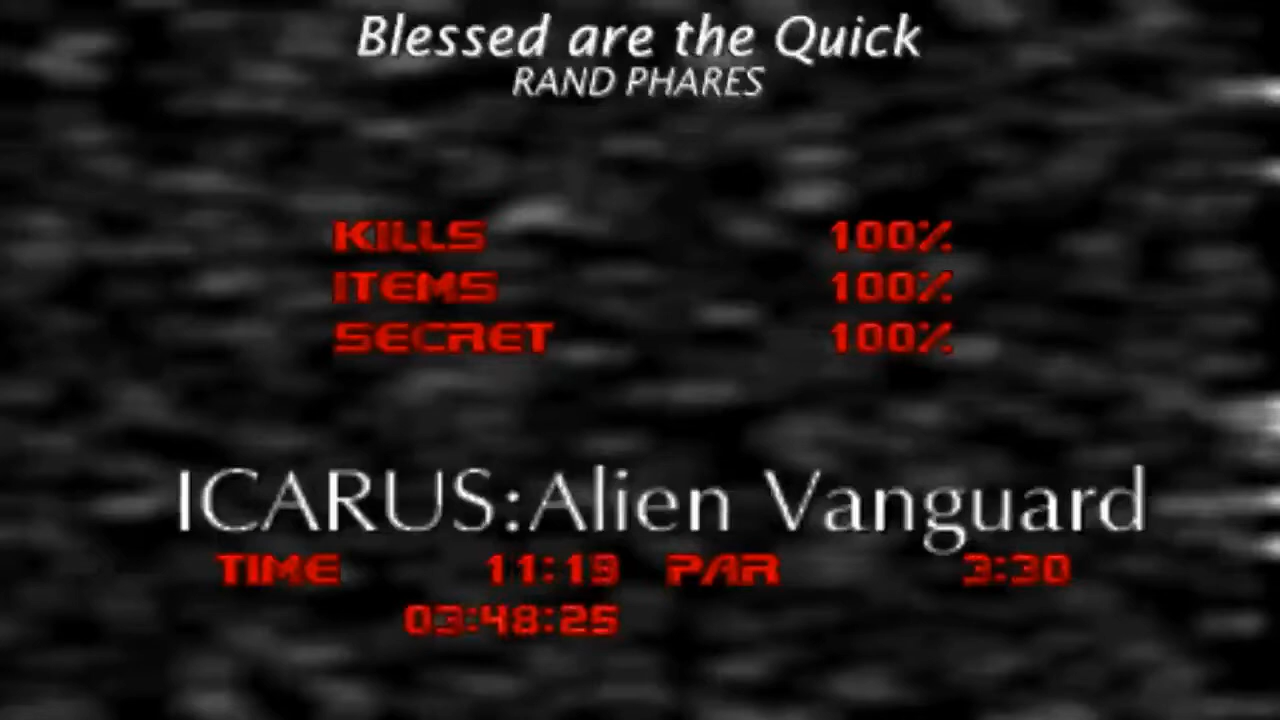 Blessed are the Quick
RAND PHARES
KILLS 100%
ITEMS 100%
SECRET 100%
ICARUS:Alien Vanguard
TIME 11:19 PAR 3:30
03:48:25